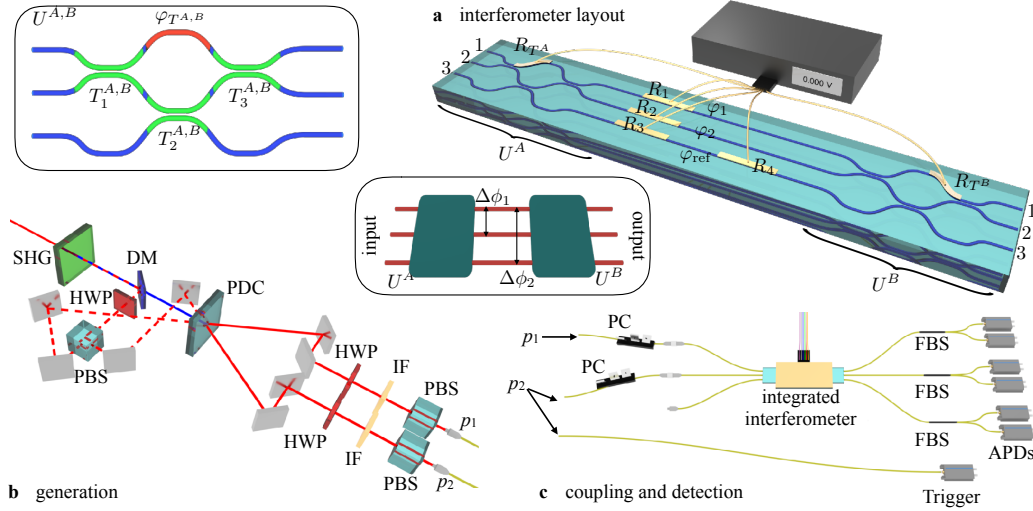 U^{A,B}
φ_{T^{A,B}}
T_1^{A,B}
T_3^{A,B}
T_2^{A,B}
a interferometer layout
0.000 V
1
2
3
R_{T^A}
R_1
R_2
R_3
φ_1
φ_2
φ_ref
R_4
R_{T^B}
U^A
U^B
1
2
3
input
Δϕ_1
Δϕ_2
output
U^A
U^B
SHG
DM
HWP
PDC
PBS
HWP
IF
PBS
p_1
HWP
IF
PBS
p_2
b generation
p_1
PC
PC
p_2
integrated
interferometer
FBS
FBS
FBS
APDs
Trigger
c coupling and detection